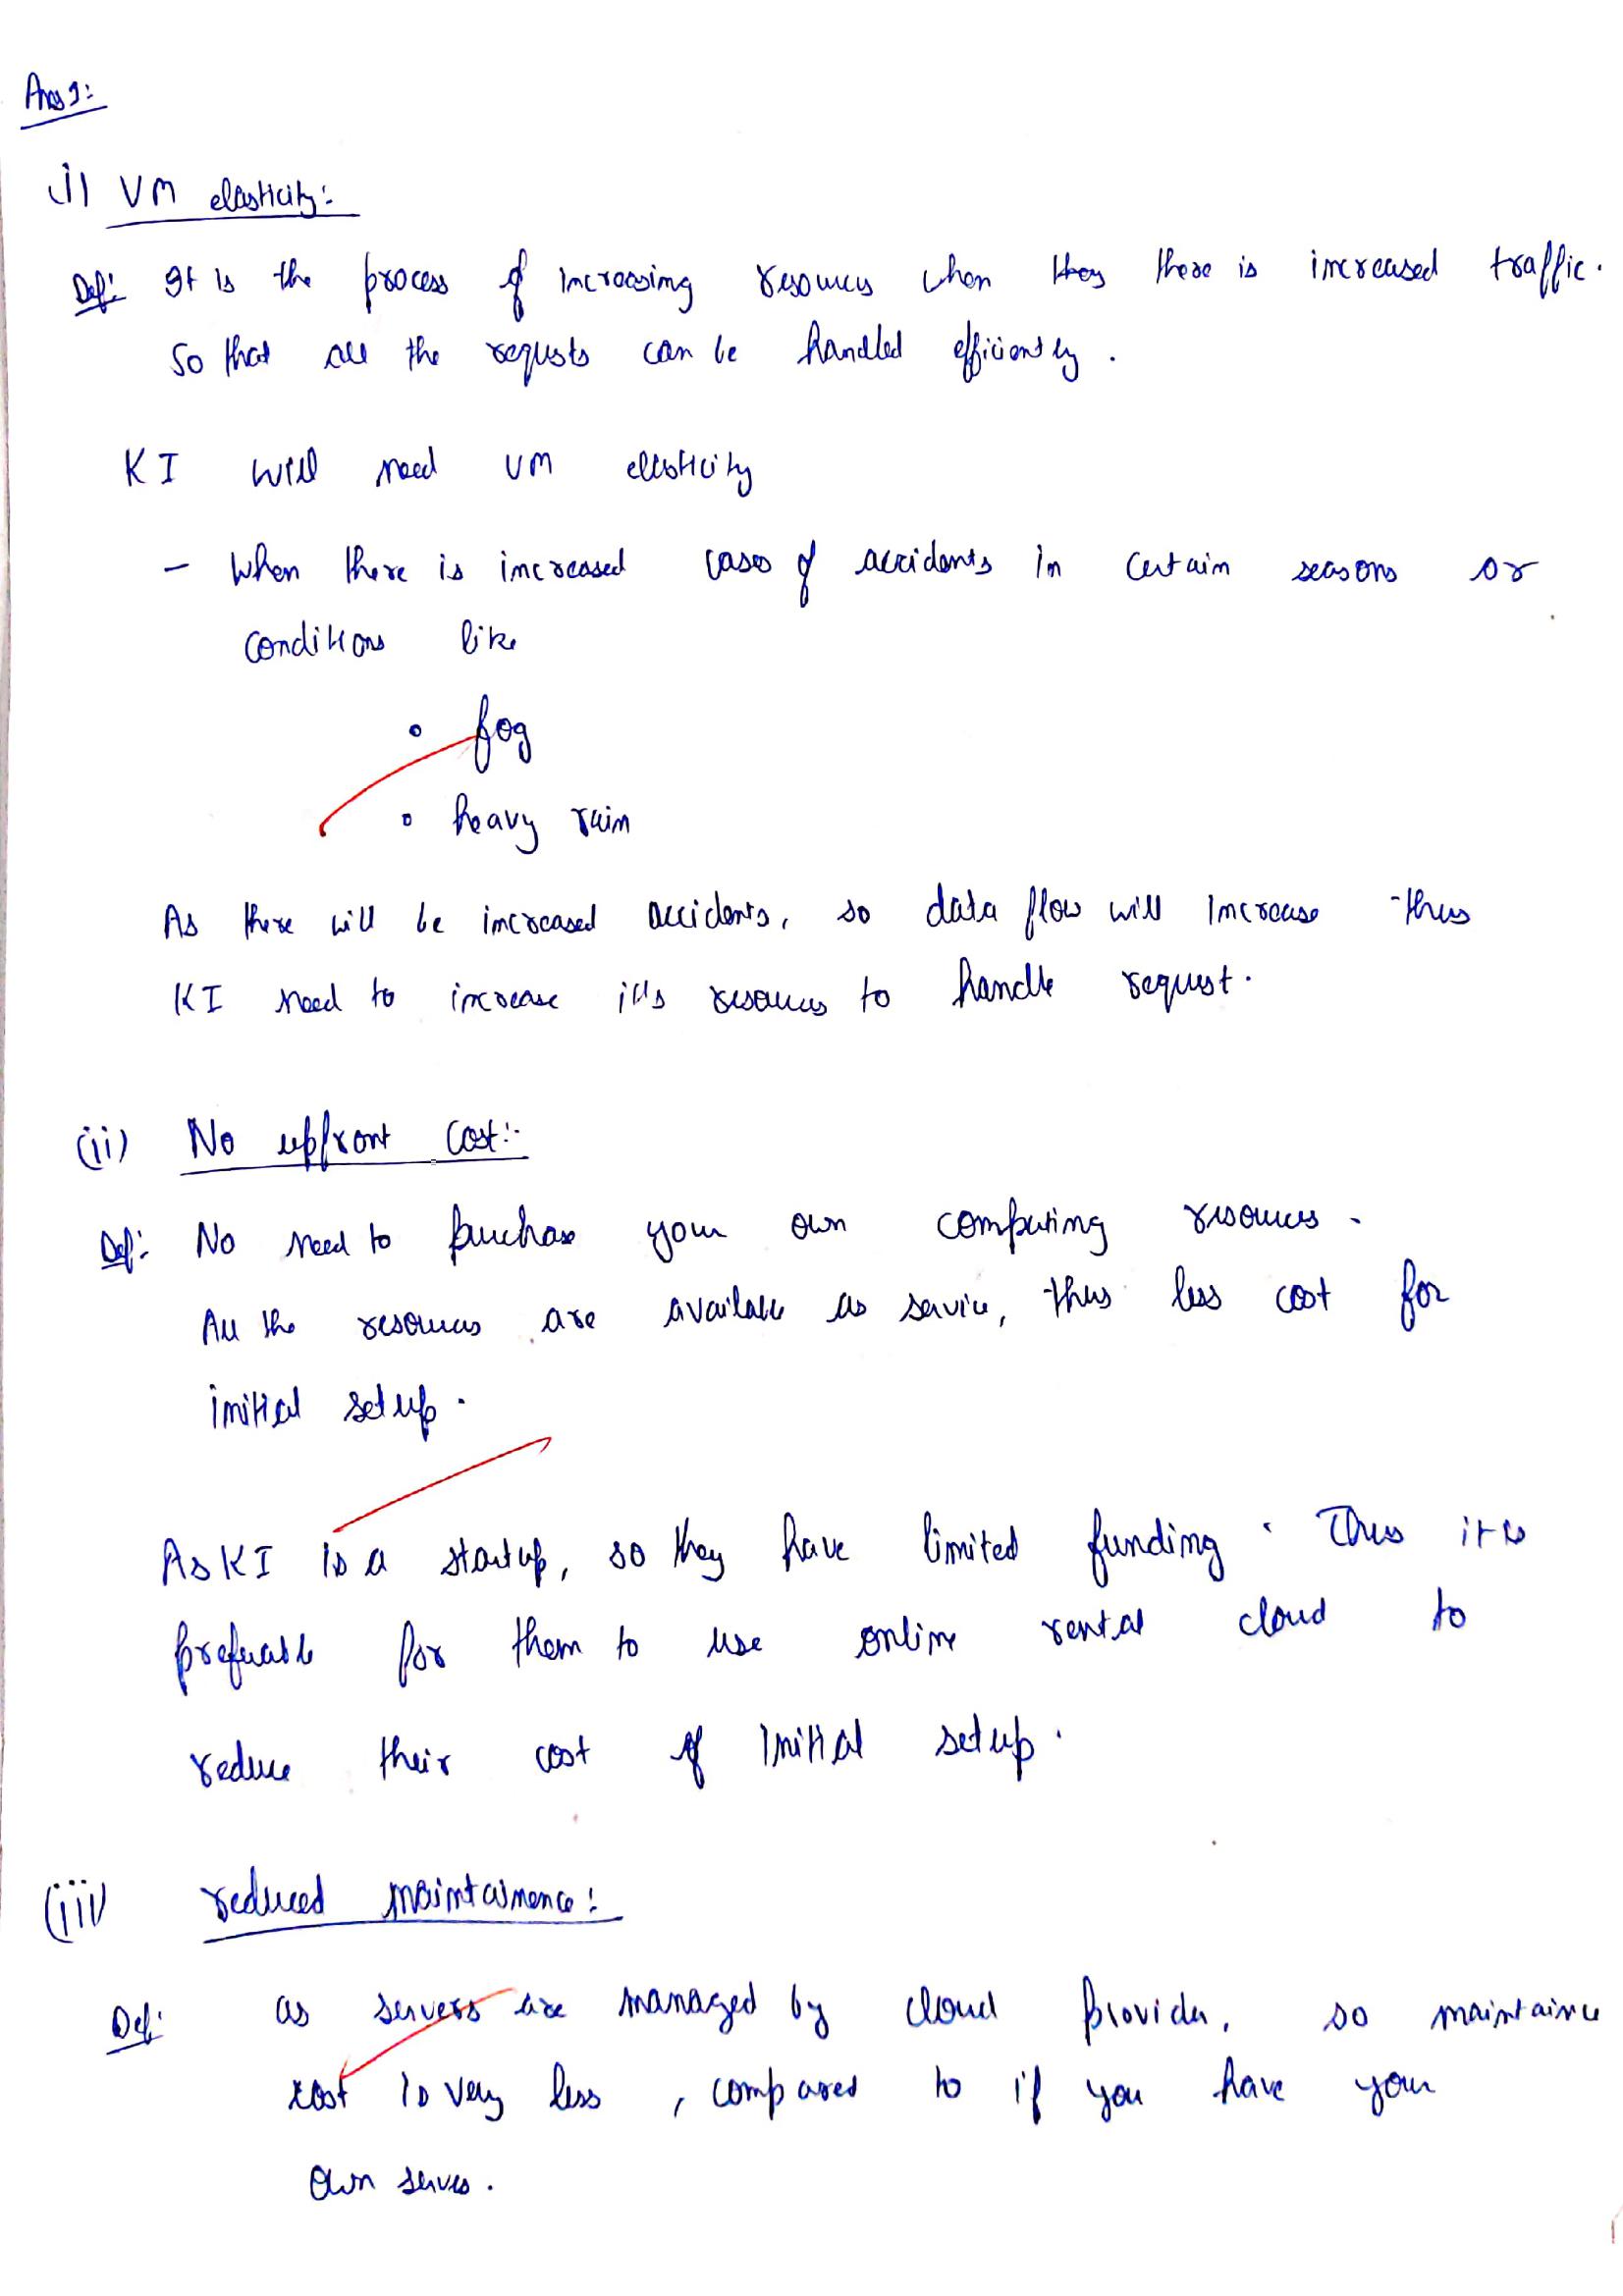 Ans 1:
(i) VM elasticity:
Def: It is the process of increasing resources when they there is increased traffic.
So that all the requsts can be handled efficiently.
KI will need VM elasticity
- When there is increased cases of accidents in certain seasons or
conditions like
• fog
• heavy rain
As there will be increased accidents, so data flow will increase thus
KI need to increase it's resources to handle request.
(ii) No upfront cost:-
Def: No need to purchase your own computing resources.
All the resources are available as service, thus less cost for
initial setup.
As KI is a startup, so they have limited funding. Thus it is
preferable for them to use online rental cloud to
reduce their cost of initial setup.
(iii) reduced maintainence:
Def: as servers are managed by cloud provider, so maintaince
cost is very less, compared to if you have your
own serves.